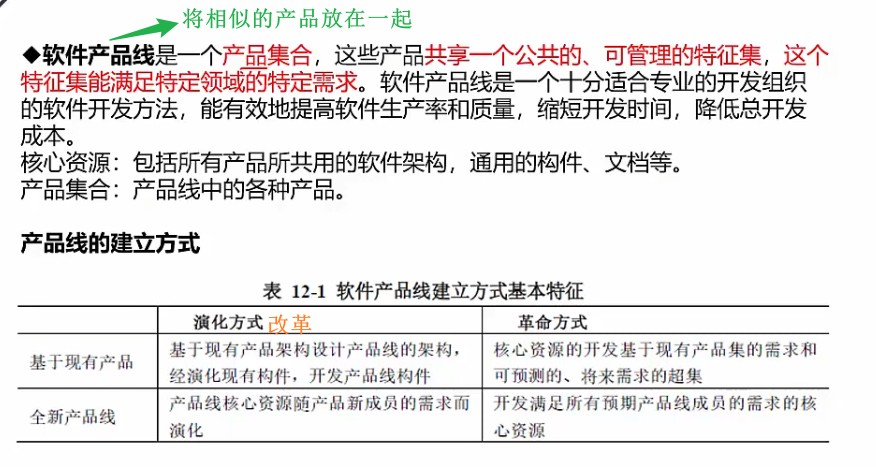 将相似的产品放在一起
◆软件产品线是一个产品集合，这些产品共享一个公共的、可管理的特征集，这个
特征集能满足特定领域的特定需求。软件产品线是一个十分适合专业的开发组织
的软件开发方法，能有效地提高软件生产率和质量，缩短开发时间，降低总开发
成本。
核心资源：包括所有产品所共用的软件架构，通用的构件、文档等。
产品集合：产品线中的各种产品。
产品线的建立方式
表 12-1 软件产品线建立方式基本特征
演化方式 改革 革命方式
基于现有产品 基于现有产品架构设计产品线的架构， 核心资源的开发基于现有产品集的需求和
经演化现有构件，开发产品线构件 可预测的、将来需求的超集
全新产品线 产品线核心资源随产品新成员的需求而 开发满足所有预期产品线成员的需求的核
演化 心资源